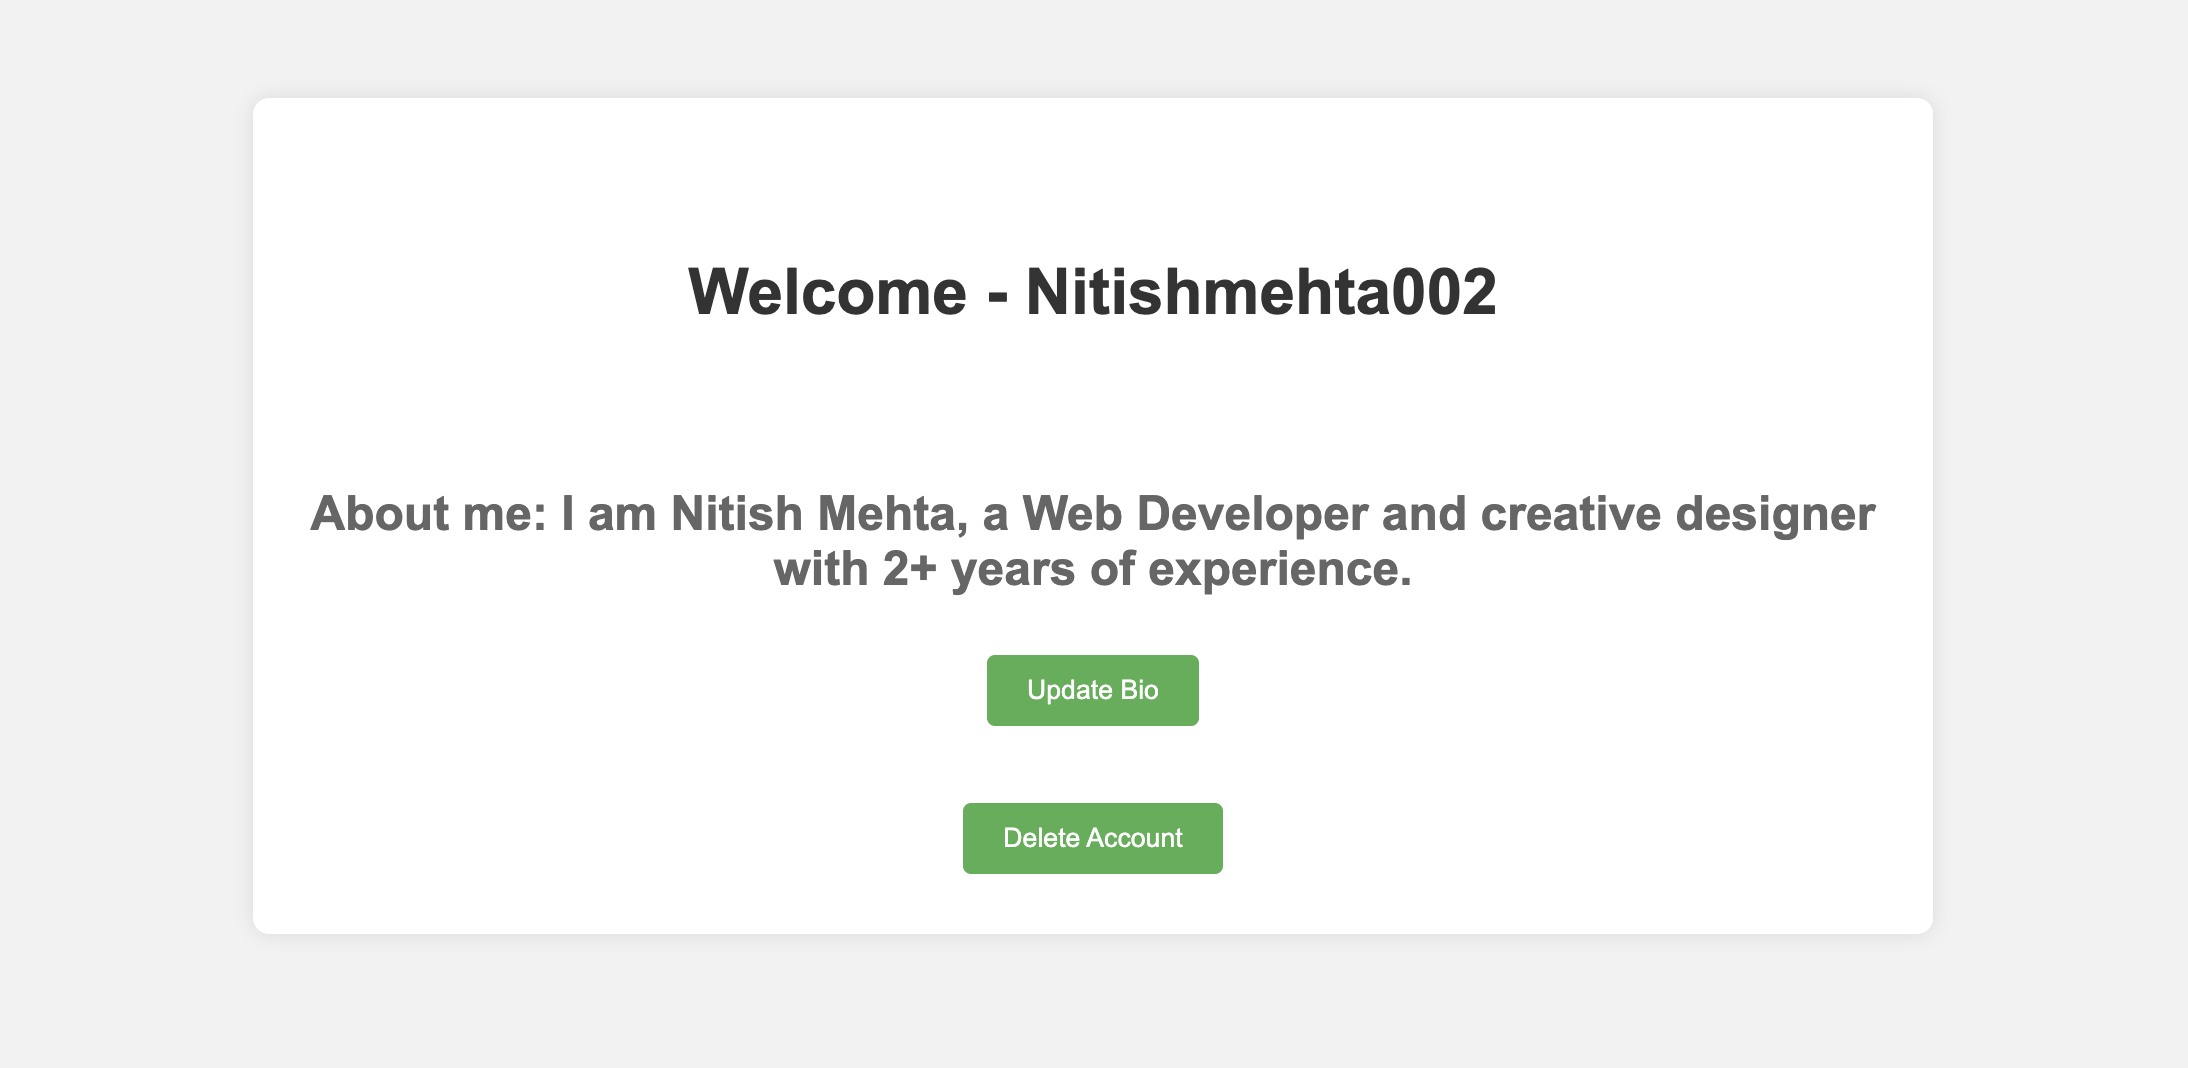 Welcome - Nitishmehta002
About me: I am Nitish Mehta, a Web Developer and creative designer
with 2+ years of experience.
Update Bio
Delete Account